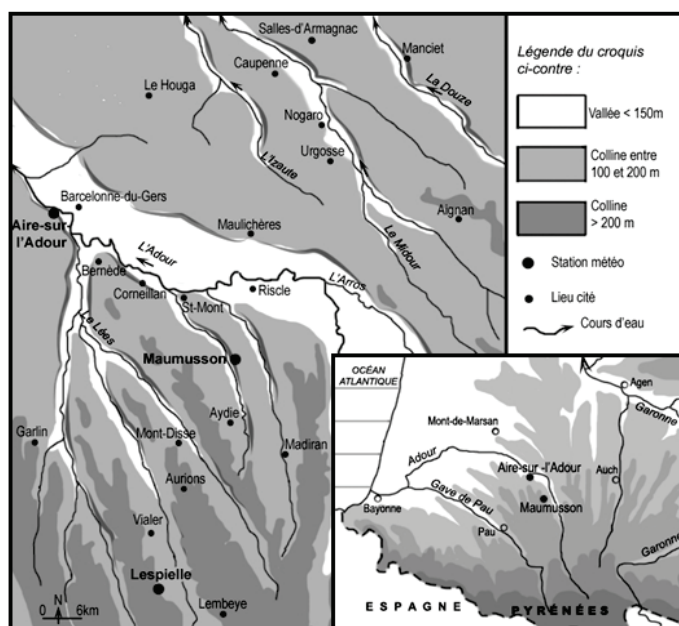 Salles-d'Armagnac
Manciet
Caupenne
La Douze
Le Houga
Nogaro
Urgosse
L'Izaute
Barcelonne-du-Gers
Aignan
Aire-sur-
l'Adour
Maulichères
Le Midour
L'Adour
Bernède
L'Arros
Corneillan
Riscle
St-Mont
Le Lées
Maumusson
Aydie
Garlin
Mont-Disse
Madiran
Aurions
Vialer
Lespielle
Lembeye
N
0 6km
Légende du croquis
ci-contre :
Vallée < 150m
Colline entre
100 et 200 m
Colline
> 200 m
Station météo
Lieu cité
Cours d'eau
OCÉAN
ATLANTIQUE
Agen
Garonne
Mont-de-Marsan
Adour
Aire-sur -l'Adour
Auch
Gave de Pau
Maumusson
Bayonne
Pau
Garonne
ESPAGNE
PYRÉNÉES